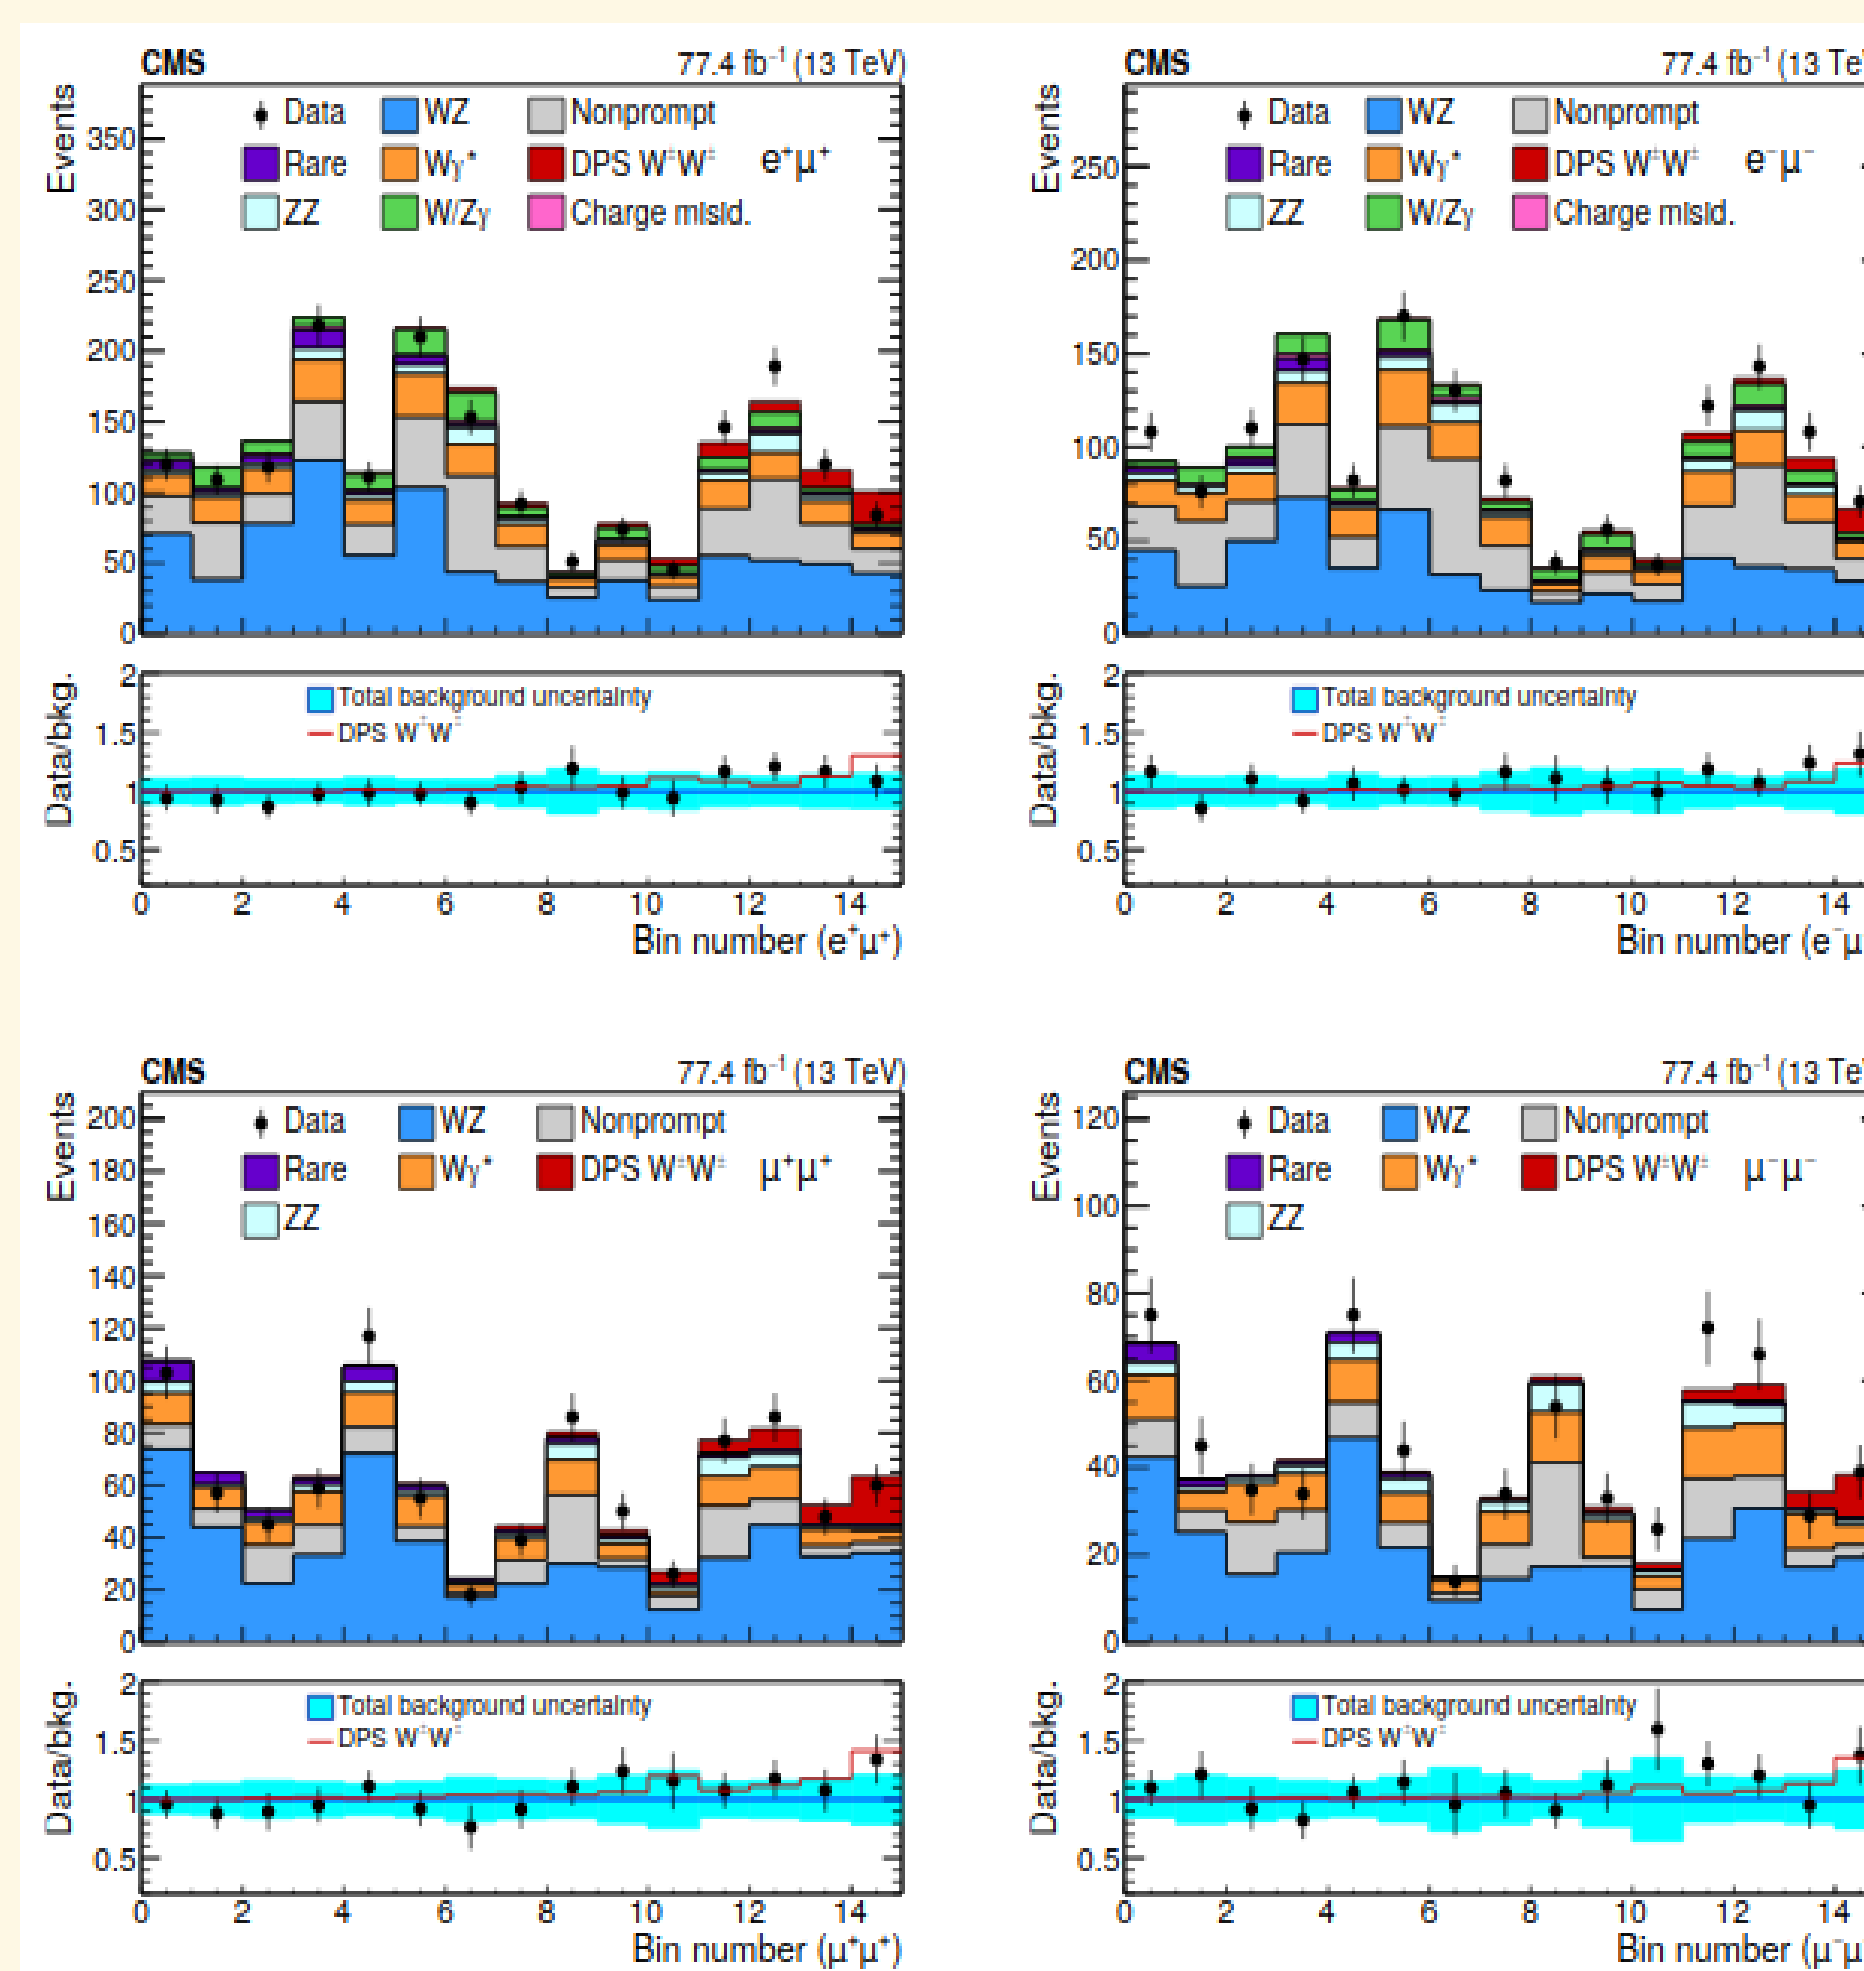 CMS 77.4 fb⁻¹ (13 TeV)
Events
Data WZ Nonprompt
Rare Wγ* DPS W±W± e⁺μ⁺
ZZ W/Zγ Charge misid.
350
300
250
200
150
100
50
0
Data/bkg.
Total background uncertainty
DPS W±W±
2
1.5
1
0.5
0 2 4 6 8 10 12 14
Bin number (e⁺μ⁺)
CMS 77.4 fb⁻¹ (13 Te
Events
Data WZ Nonprompt
Rare Wγ* DPS W±W± e⁻μ⁻
ZZ W/Zγ Charge misid.
250
200
150
100
50
0
Data/bkg.
Total background uncertainty
DPS W±W±
2
1.5
1
0.5
0 2 4 6 8 10 12 14
Bin number (e⁻μ
CMS 77.4 fb⁻¹ (13 TeV)
Events
Data WZ Nonprompt
Rare Wγ* DPS W±W± μ⁺μ⁺
ZZ
200
180
160
140
120
100
80
60
40
20
0
Data/bkg.
Total background uncertainty
DPS W±W±
2
1.5
1
0.5
0 2 4 6 8 10 12 14
Bin number (μ⁺μ⁺)
CMS 77.4 fb⁻¹ (13 Te
Events
Data WZ Nonprompt
Rare Wγ* DPS W±W± μ⁻μ⁻
ZZ
120
100
80
60
40
20
0
Data/bkg.
Total background uncertainty
DPS W±W±
2
1.5
1
0.5
0 2 4 6 8 10 12 14
Bin number (μ⁻μ